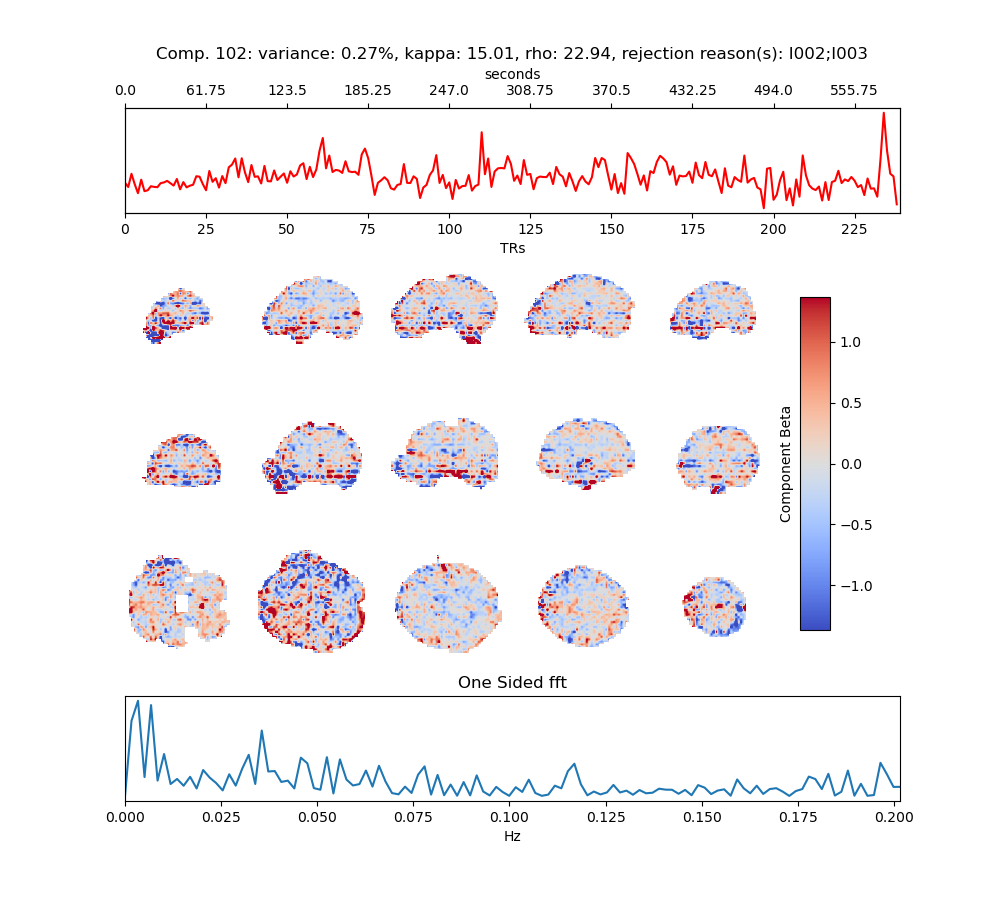 Comp. 102: variance: 0.27%, kappa: 15.01, rho: 22.94, rejection reason(s): I002;I003
seconds
0.0 61.75 123.5 185.25 247.0 308.75 370.5 432.25 494.0 555.75
0 25 50 75 100 125 150 175 200 225
TRs
1.0
0.5
0.0
−0.5
−1.0
Component Beta
One Sided fft
0.000 0.025 0.050 0.075 0.100 0.125 0.150 0.175 0.200
Hz